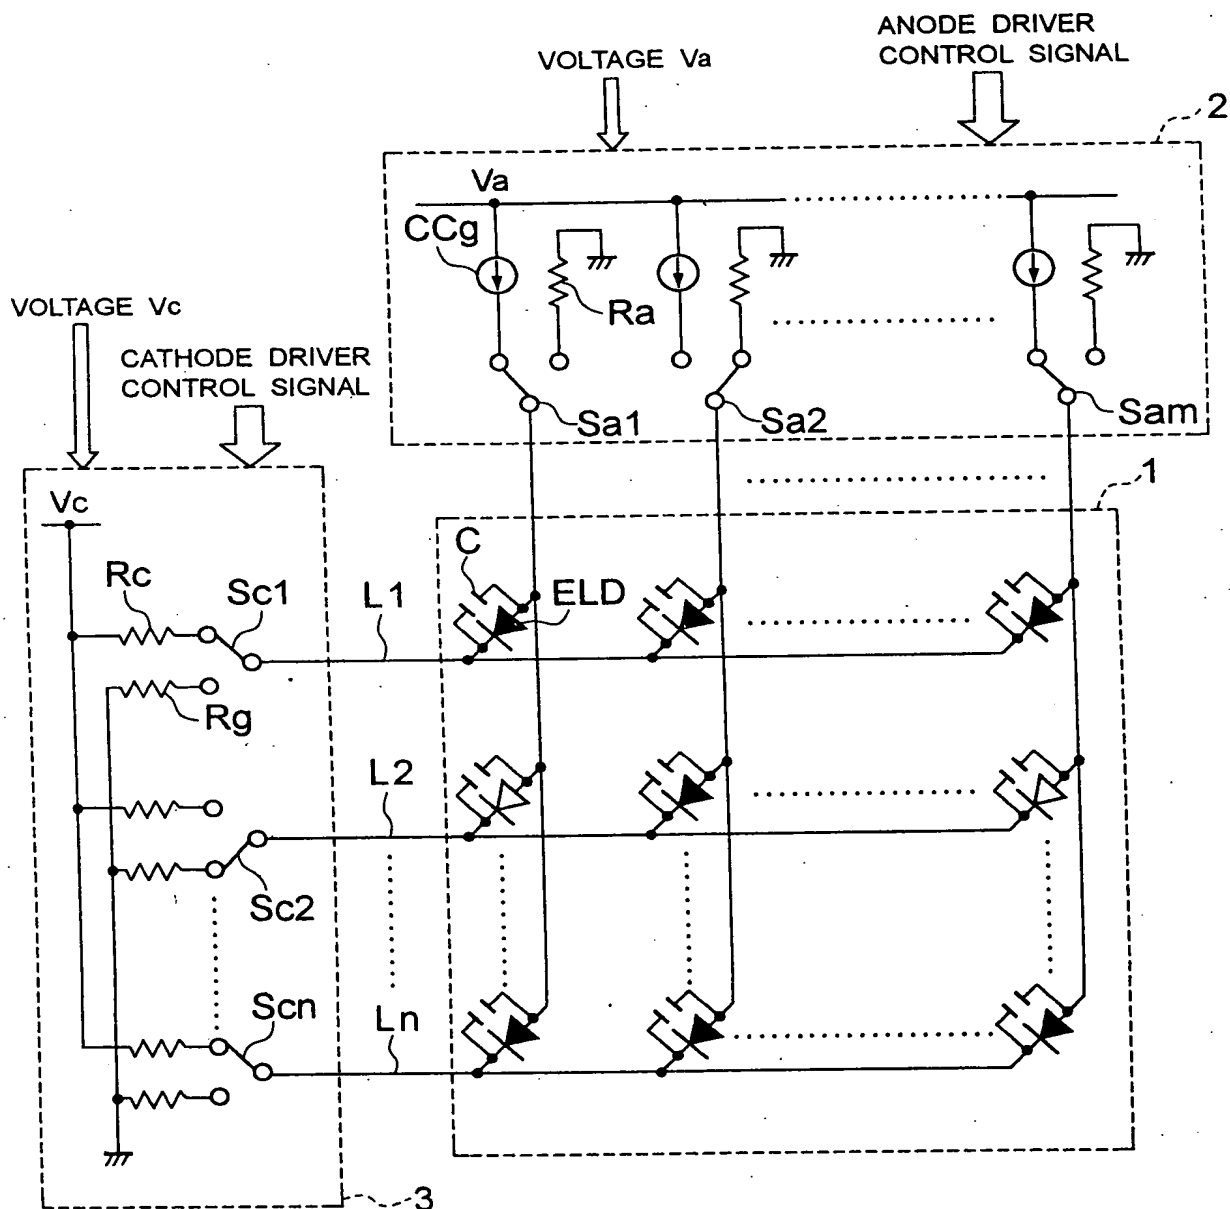 ANODE DRIVER
CONTROL SIGNAL
VOLTAGE Va
2
Va
CCg
Ra
VOLTAGE Vc
CATHODE DRIVER
CONTROL SIGNAL
Sa1
Sa2
Sam
1
Vc
C
ELD
Rc
Sc1
L1
Rg
L2
Sc2
Scn
Ln
3